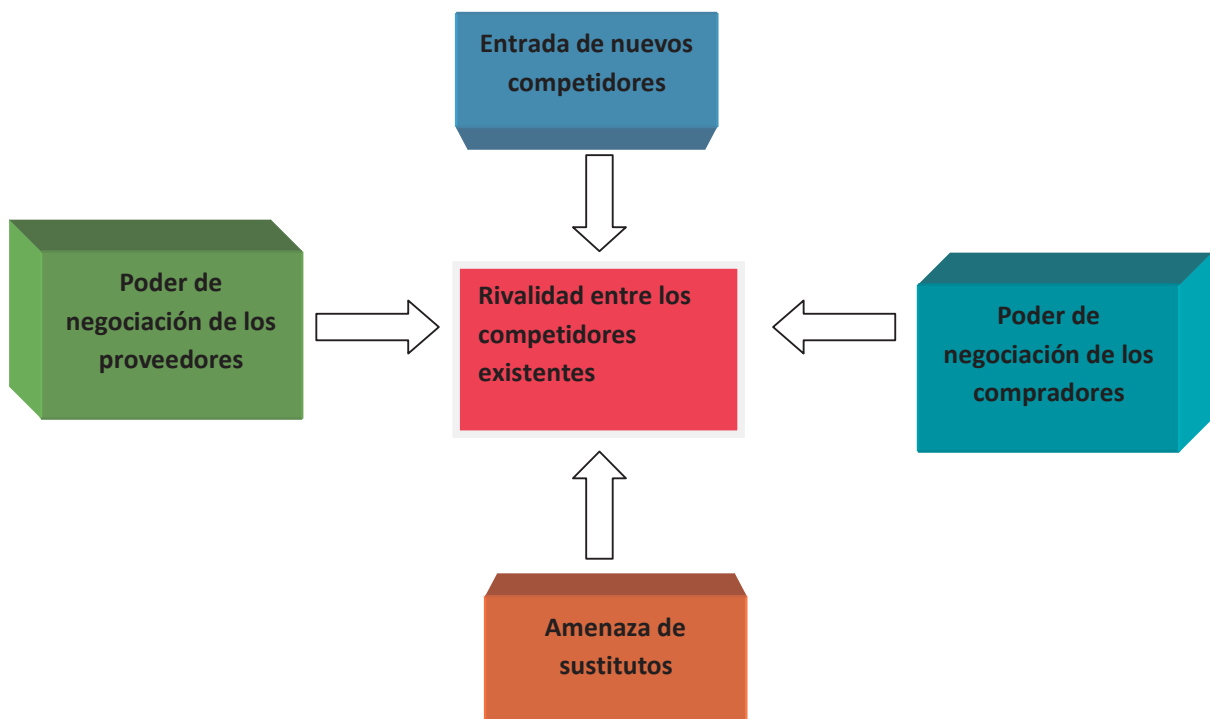 Entrada de nuevos
competidores
Poder de
negociación de los
proveedores
Rivalidad entre los
competidores
existentes
Poder de
negociación de los
compradores
Amenaza de
sustitutos